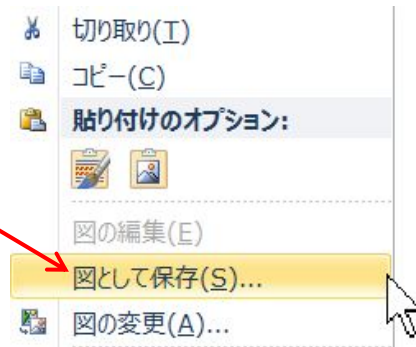 切り取り(T)
コピー(C)
貼り付けのオプション:
図の編集(E)
図として保存(S)...
図の変更(A)...